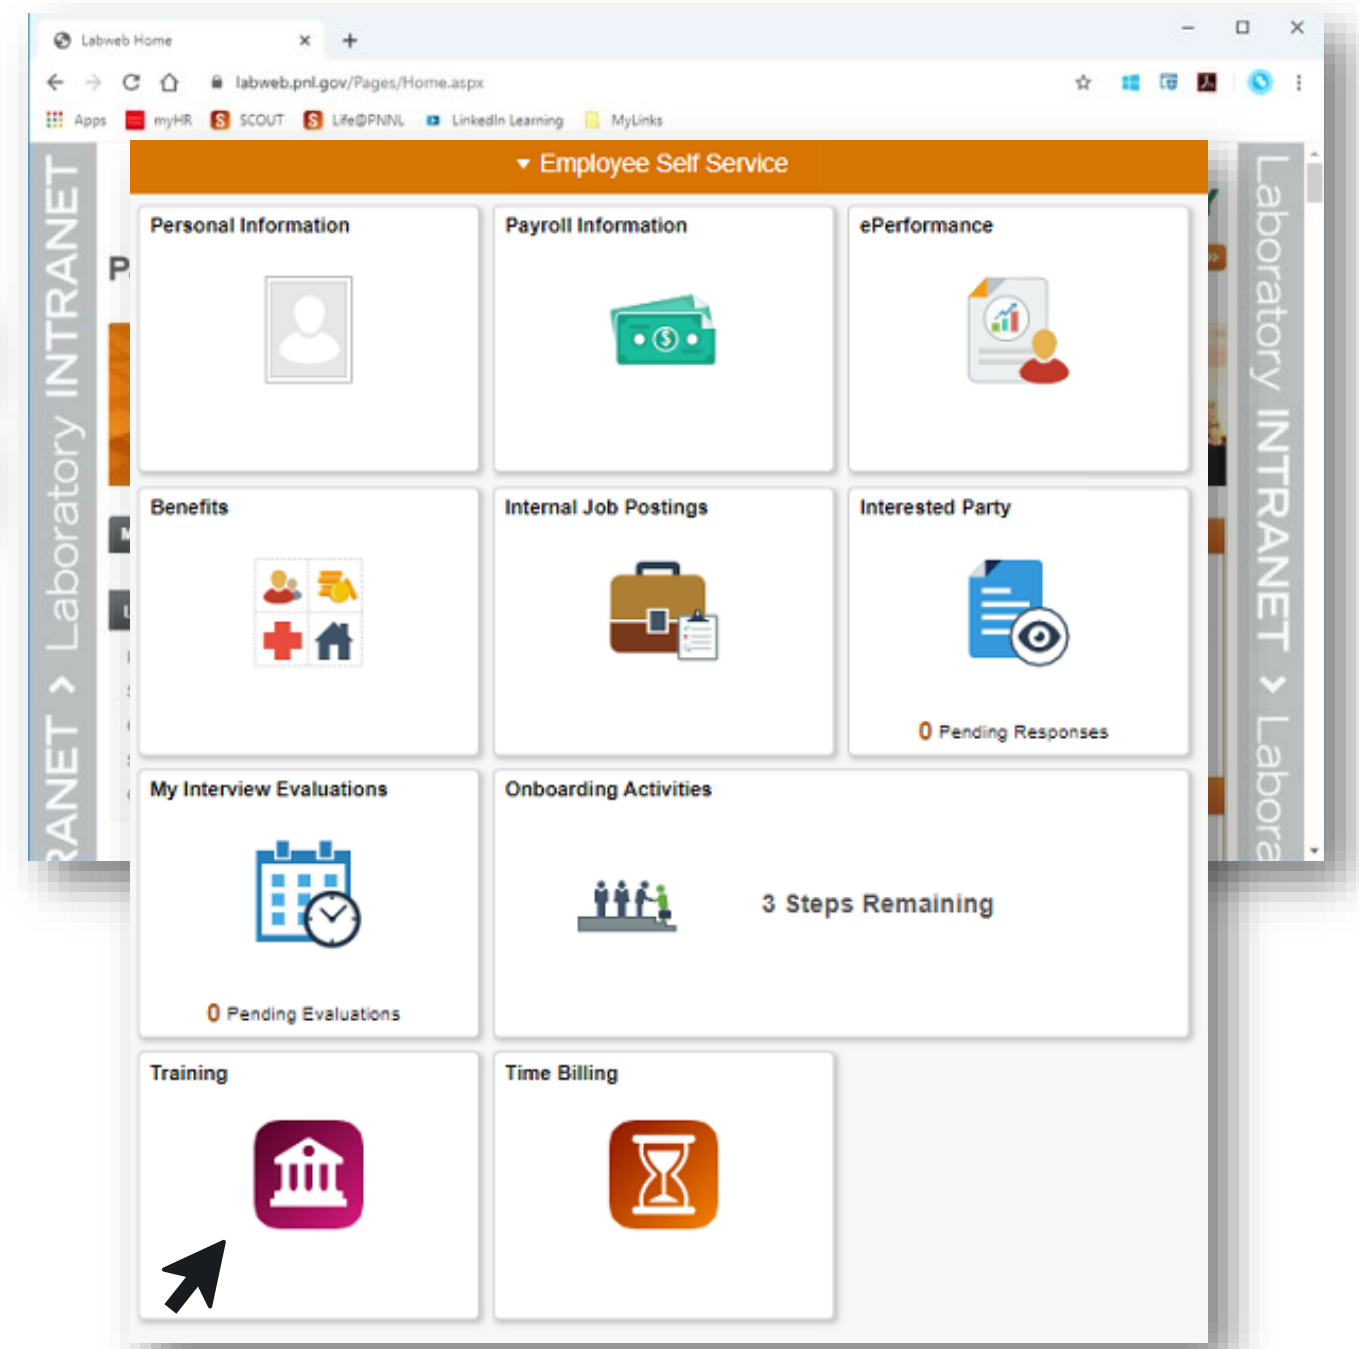 Labweb Home
labweb.pnl.gov/Pages/Home.aspx
Apps myHR SCOUT Life@PNNL LinkedIn Learning MyLinks
Employee Self Service
Personal Information Payroll Information ePerformance
Benefits Internal Job Postings Interested Party
0 Pending Responses
My Interview Evaluations Onboarding Activities
3 Steps Remaining
0 Pending Evaluations
Training Time Billing
Laboratory INTRANET
Laboratory INTRANET